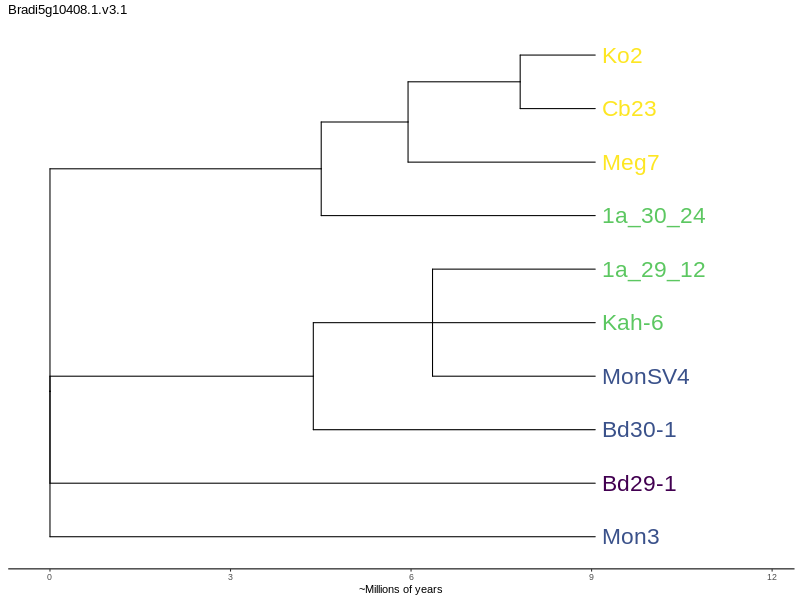 Bradi5g10408.1.v3.1
Ko2
Cb23
Meg7
1a_30_24
1a_29_12
Kah-6
MonSV4
Bd30-1
Bd29-1
Mon3
0 3 6 9 12
~Millions of years